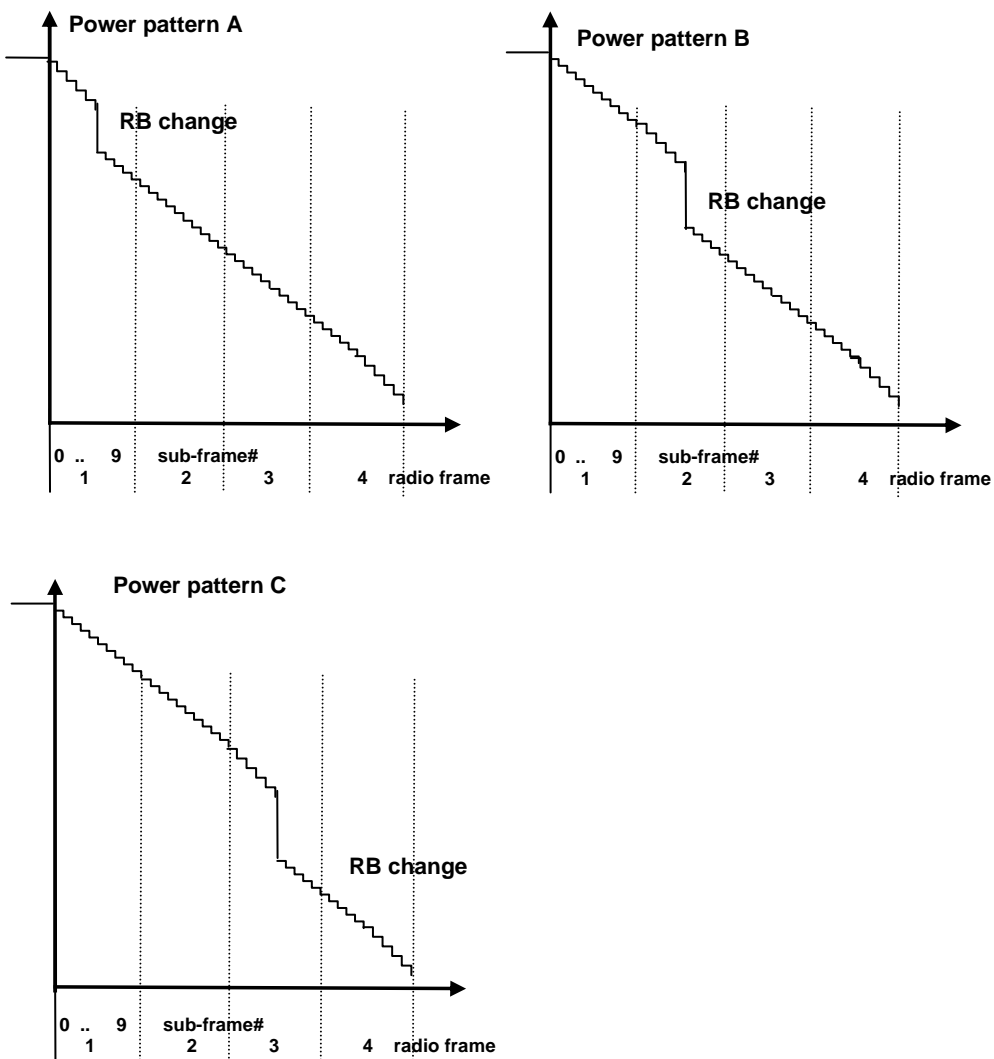 Power pattern A
RB change
0 .. 9 sub-frame#
1 2 3 4 radio frame
Power pattern B
RB change
0 .. 9 sub-frame#
1 2 3 4 radio frame
Power pattern C
RB change
0 .. 9 sub-frame#
1 2 3 4 radio frame